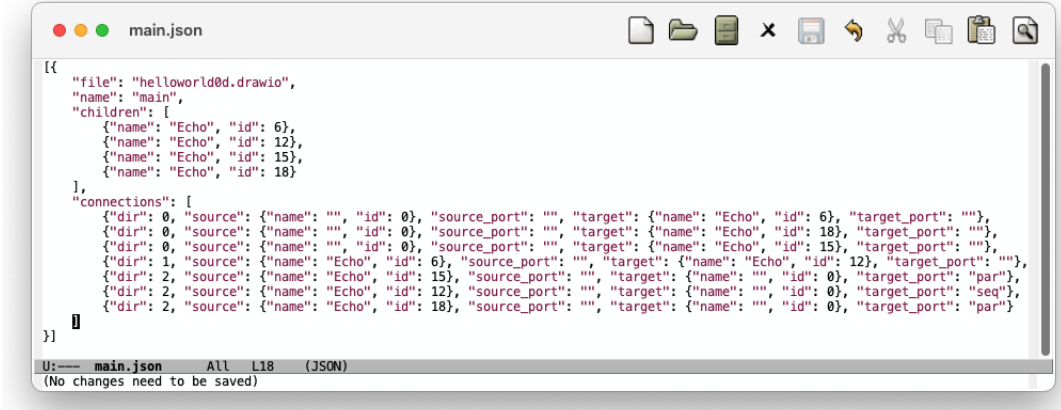 main.json
[{
    "file": "helloworld0d.drawio",
    "name": "main",
    "children": [
        {"name": "Echo", "id": 6},
        {"name": "Echo", "id": 12},
        {"name": "Echo", "id": 15},
        {"name": "Echo", "id": 18}
    ],
    "connections": [
        {"dir": 0, "source": {"name": "", "id": 0}, "source_port": "", "target": {"name": "Echo", "id": 6}, "target_port": ""},
        {"dir": 0, "source": {"name": "", "id": 0}, "source_port": "", "target": {"name": "Echo", "id": 18}, "target_port": ""},
        {"dir": 0, "source": {"name": "", "id": 0}, "source_port": "", "target": {"name": "Echo", "id": 15}, "target_port": ""},
        {"dir": 1, "source": {"name": "Echo", "id": 6}, "source_port": "", "target": {"name": "Echo", "id": 12}, "target_port": ""},
        {"dir": 2, "source": {"name": "Echo", "id": 15}, "source_port": "", "target": {"name": "", "id": 0}, "target_port": "par"},
        {"dir": 2, "source": {"name": "Echo", "id": 12}, "source_port": "", "target": {"name": "", "id": 0}, "target_port": "seq"},
        {"dir": 2, "source": {"name": "Echo", "id": 18}, "source_port": "", "target": {"name": "", "id": 0}, "target_port": "par"}
    ]
}]
U:--- main.json All L18 (JSON)
(No changes need to be saved)